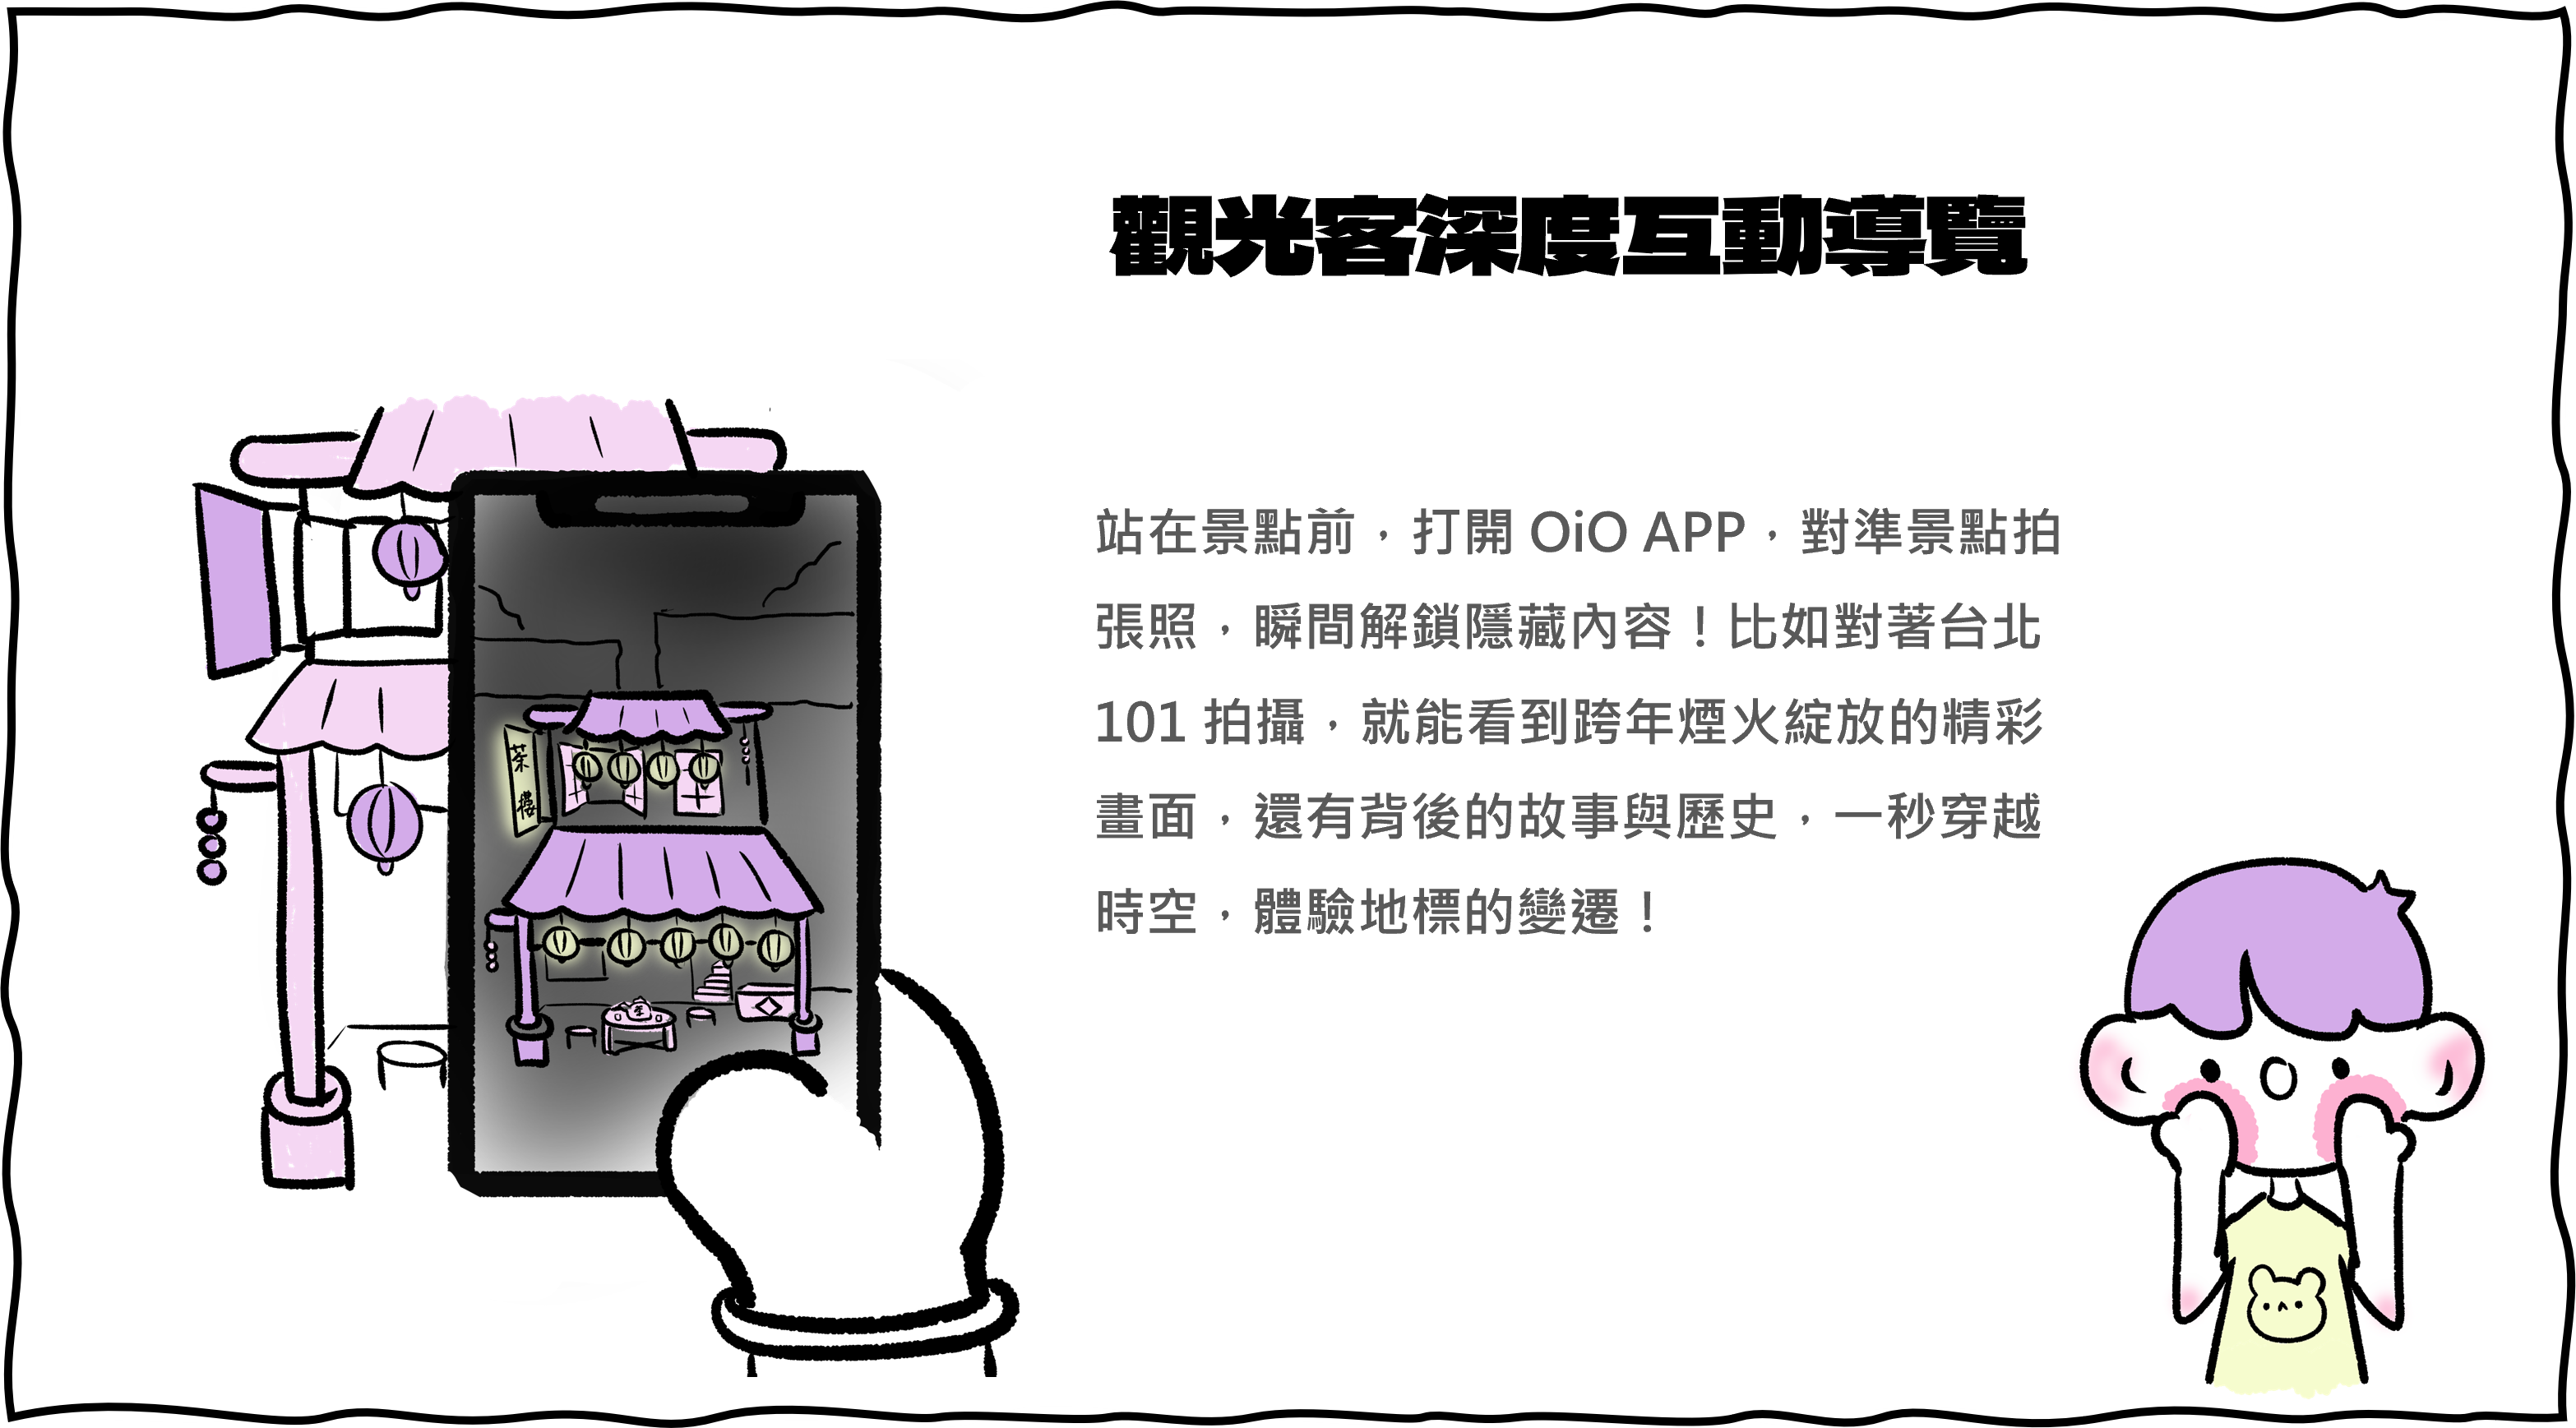 觀光客深度互動導覽
站在景點前，打開 OiO APP，對準景點拍
張照，瞬間解鎖隱藏內容！比如對著台北
101 拍攝，就能看到跨年煙火綻放的精彩
畫面，還有背後的故事與歷史，一秒穿越
時空，體驗地標的變遷！
茶
樓